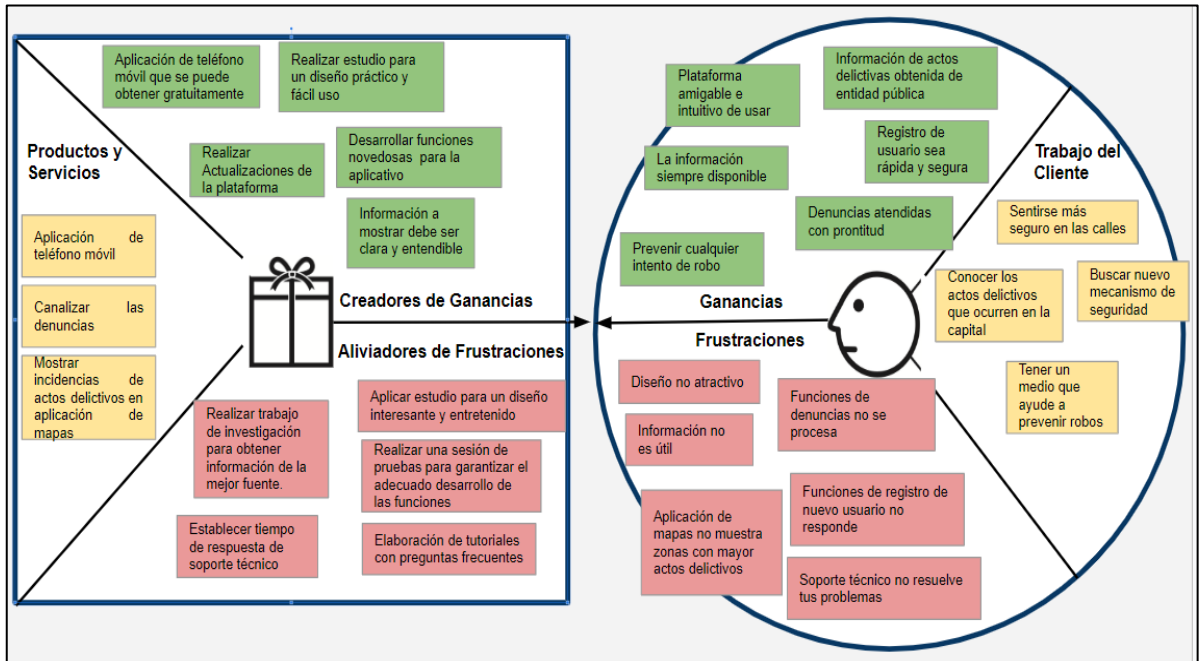 Aplicación de teléfono
móvil que se puede
obtener gratuitamente
Realizar estudio para
un diseño práctico y
fácil uso
Productos y
Servicios
Realizar
Actualizaciones de
la plataforma
Desarrollar funciones
novedosas para la
aplicativo
Información a
mostrar debe ser
clara y entendible
Aplicación de
teléfono móvil
Canalizar las
denuncias
Mostrar
incidencias de
actos delictivos en
aplicación de
mapas
Creadores de Ganancias
Aliviadores de Frustraciones
Realizar trabajo
de investigación
para obtener
información de la
mejor fuente.
Aplicar estudio para un diseño
interesante y entretenido
Realizar una sesión de
pruebas para garantizar el
adecuado desarrollo de
las funciones
Establecer tiempo
de respuesta de
soporte técnico
Elaboración de tutoriales
con preguntas frecuentes
Plataforma
amigable e
intuitivo de usar
Información de actos
delictivas obtenida de
entidad pública
La información
siempre disponible
Registro de
usuario sea
rápida y segura
Denuncias atendidas
con prontitud
Prevenir cualquier
intento de robo
Ganancias
Frustraciones
Trabajo del
Cliente
Sentirse más
seguro en las calles
Conocer los
actos delictivos
que ocurren en la
capital
Buscar nuevo
mecanismo de
seguridad
Tener un
medio que
ayude a
prevenir robos
Diseño no atractivo
Funciones de
denuncias no se
procesa
Información no
es útil
Aplicación de
mapas no muestra
zonas con mayor
actos delictivos
Funciones de registro de
nuevo usuario no
responde
Soporte técnico no resuelve
tus problemas